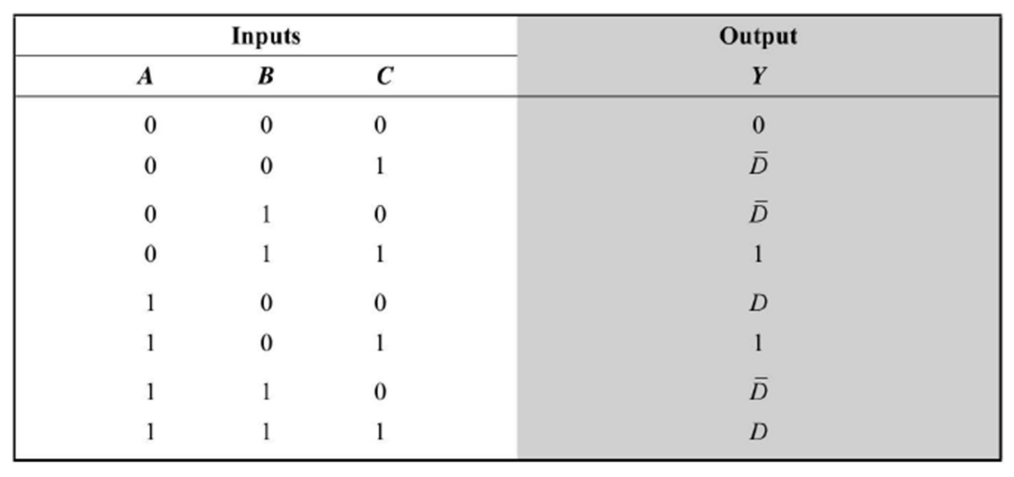 Inputs Output
A B C Y
0 0 0 0
0 0 1 D̅
0 1 0 D̅
0 1 1 1
1 0 0 D
1 0 1 1
1 1 0 D̅
1 1 1 D